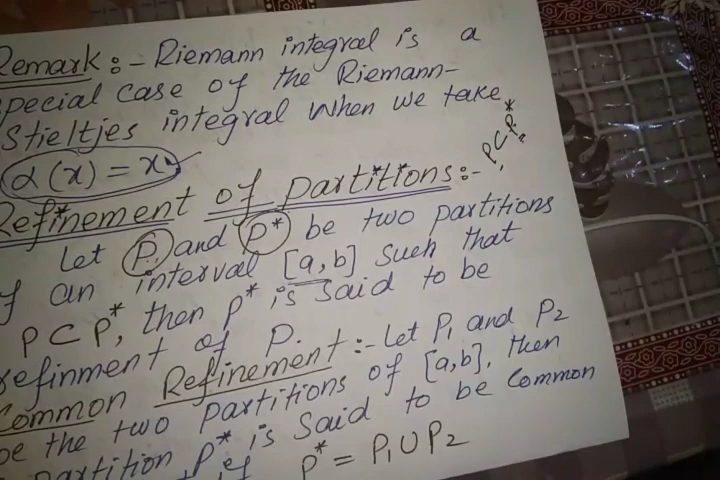 Remark :- Riemann integral is a
special case of the Riemann-
Stieltjes integral when we take
α(x) = x
P ⊂ P*
Refinement of partitions :-
Let P and P* be two partitions
of an interval [a,b] such that
P ⊂ P*, then P* is said to be
refinment of P.
Common Refinement :- Let P1 and P2
be the two partitions of [a,b], then
partition P* is said to be common
if P* = P1 ∪ P2